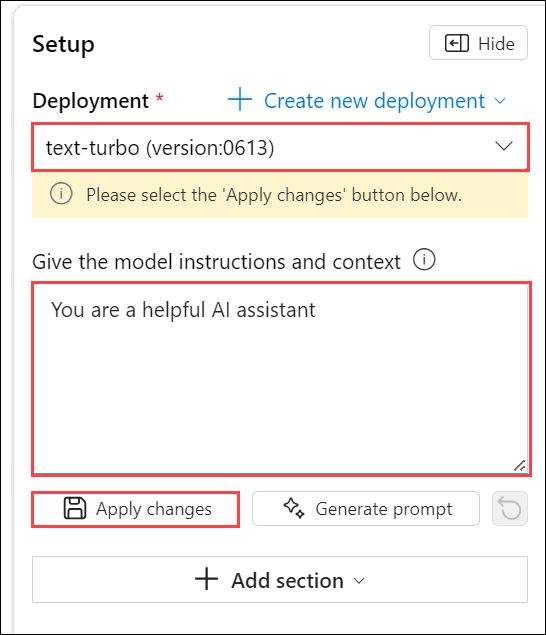 Setup
Hide
Deployment *
Create new deployment
text-turbo (version:0613)
Please select the 'Apply changes' button below.
Give the model instructions and context
You are a helpful AI assistant
Apply changes
Generate prompt
Add section